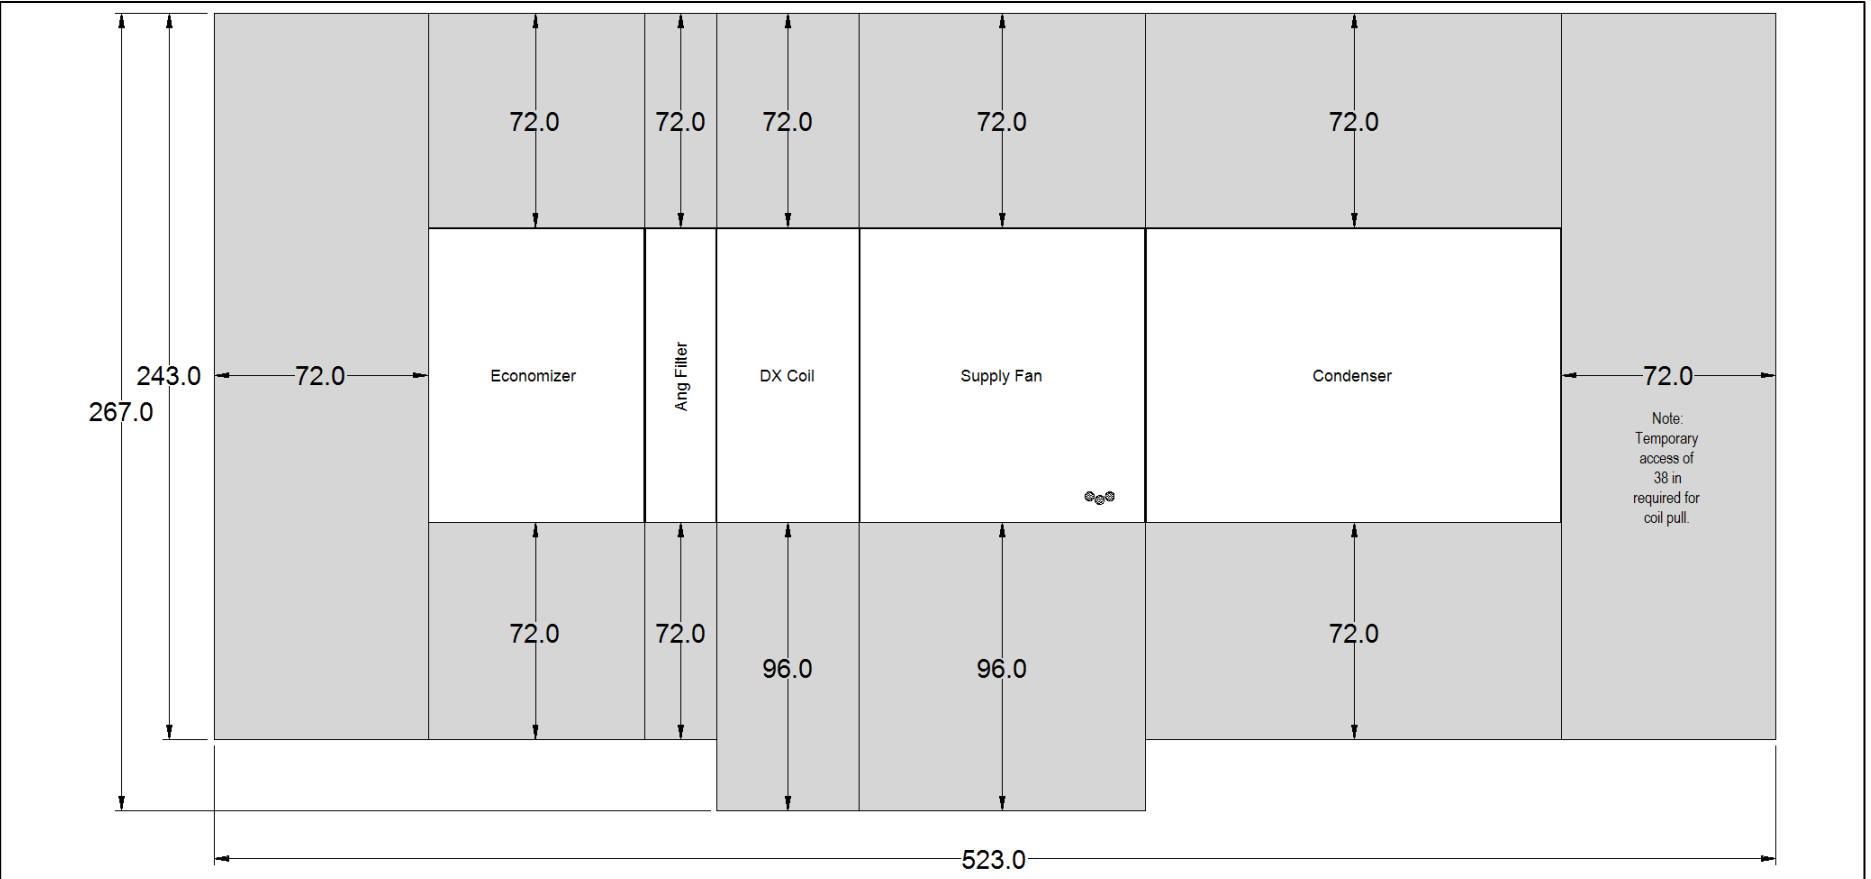 72.0 72.0 72.0 72.0 72.0
243.0 72.0 Economizer Ang Filter DX Coil Supply Fan Condenser 72.0
267.0
Note:
Temporary
access of
38 in
required for
coil pull.
72.0 72.0 72.0
96.0 96.0
523.0